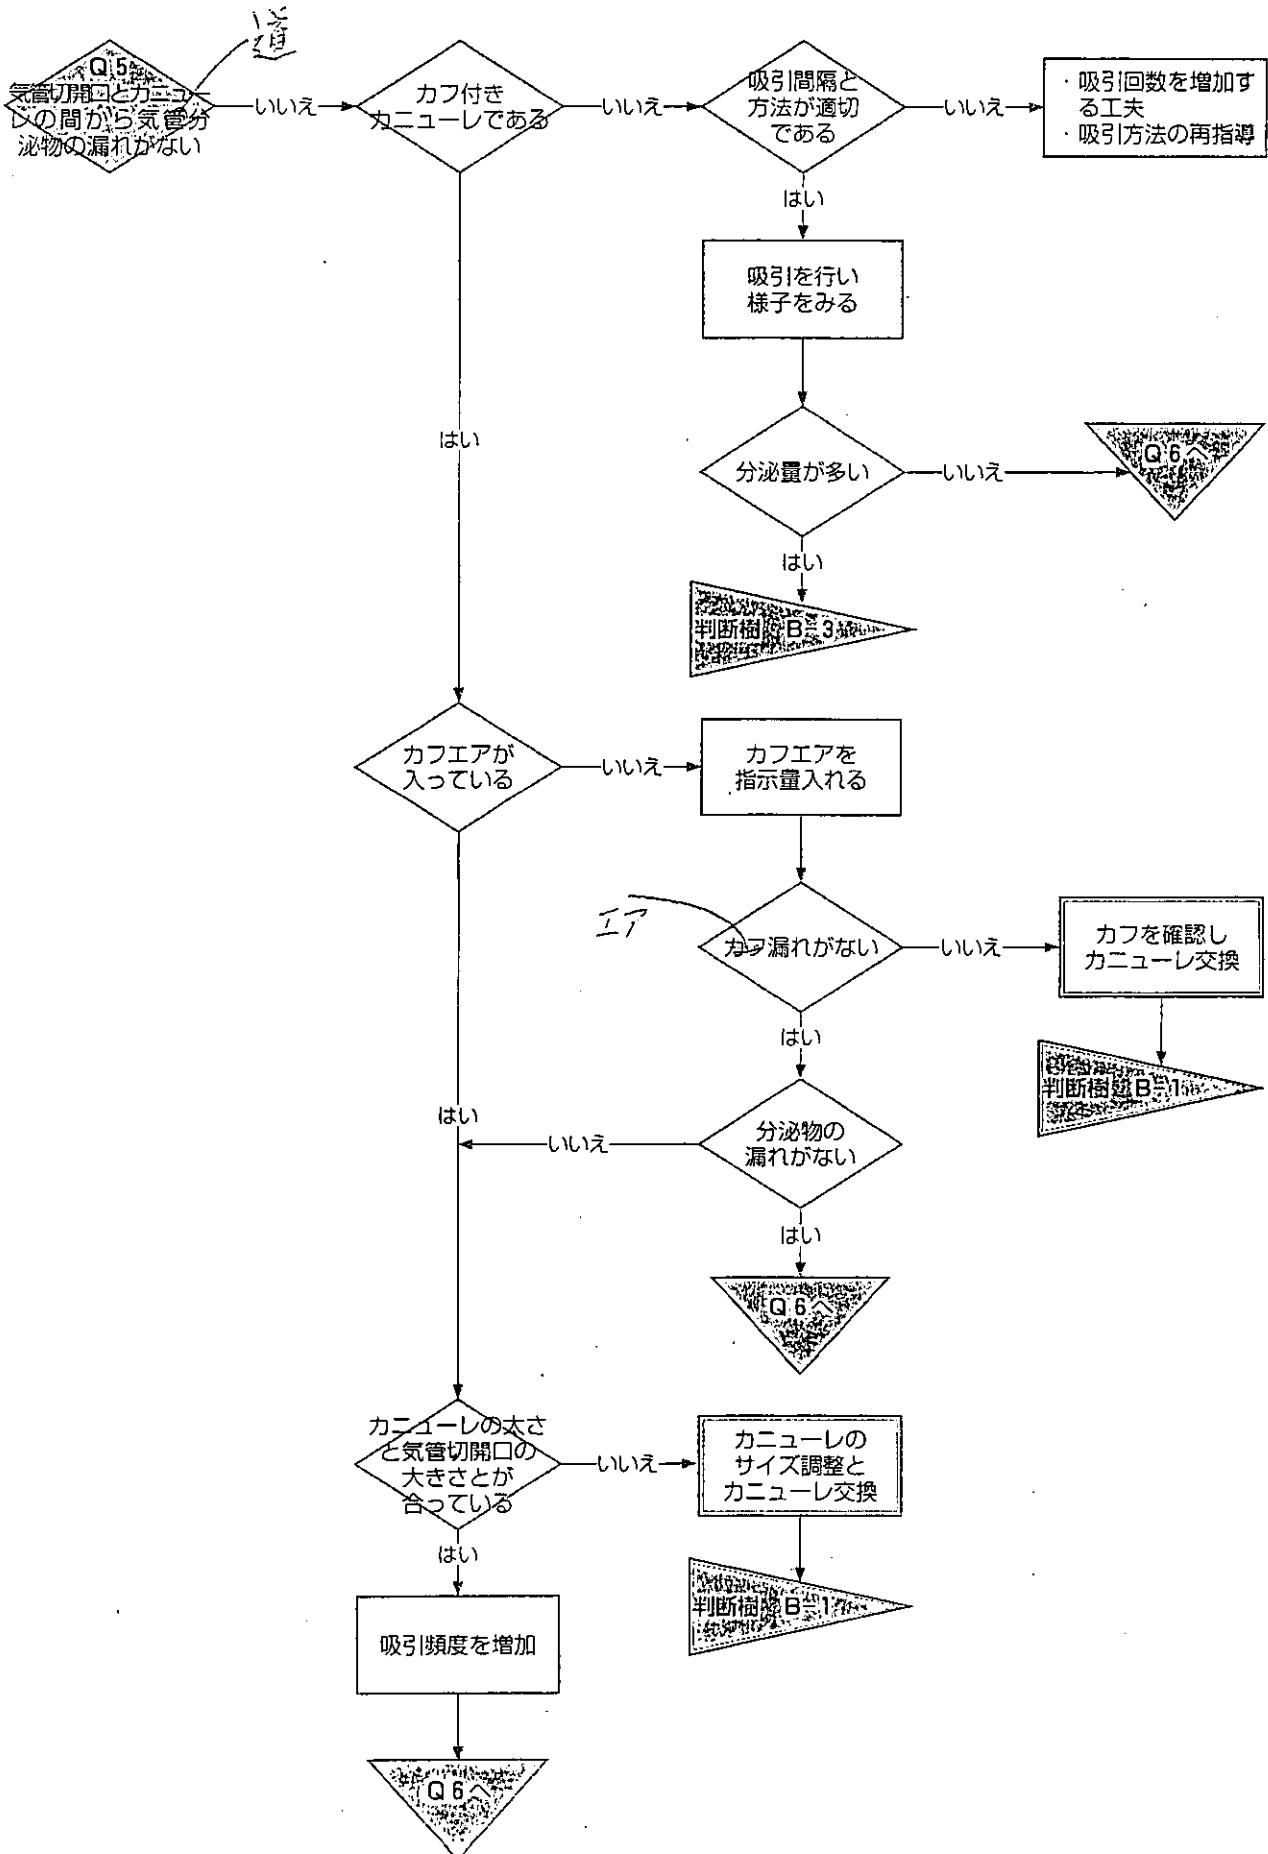 道
Q5
気管切開口とカニュー
レの間から気管分
泌物の漏れがない
いいえ
カフ付き
カニューレである
いいえ
吸引間隔と
方法が適切
である
いいえ
・吸引回数を増加す
る工夫
・吸引方法の再指導
はい
吸引を行い
様子をみる
はい
分泌量が多い
いいえ
Q6へ
はい
判断樹 B-3
カフエアが
入っている
いいえ
カフエアを
指示量入れる
エア
カフ漏れがない
いいえ
カフを確認し
カニューレ交換
はい
判断樹 B-1
はい
分泌物の
漏れがない
いいえ
はい
Q6へ
カニューレの太さ
と気管切開口の
大きさとが
合っている
いいえ
カニューレの
サイズ調整と
カニューレ交換
はい
判断樹 B-1
吸引頻度を増加
Q6へ